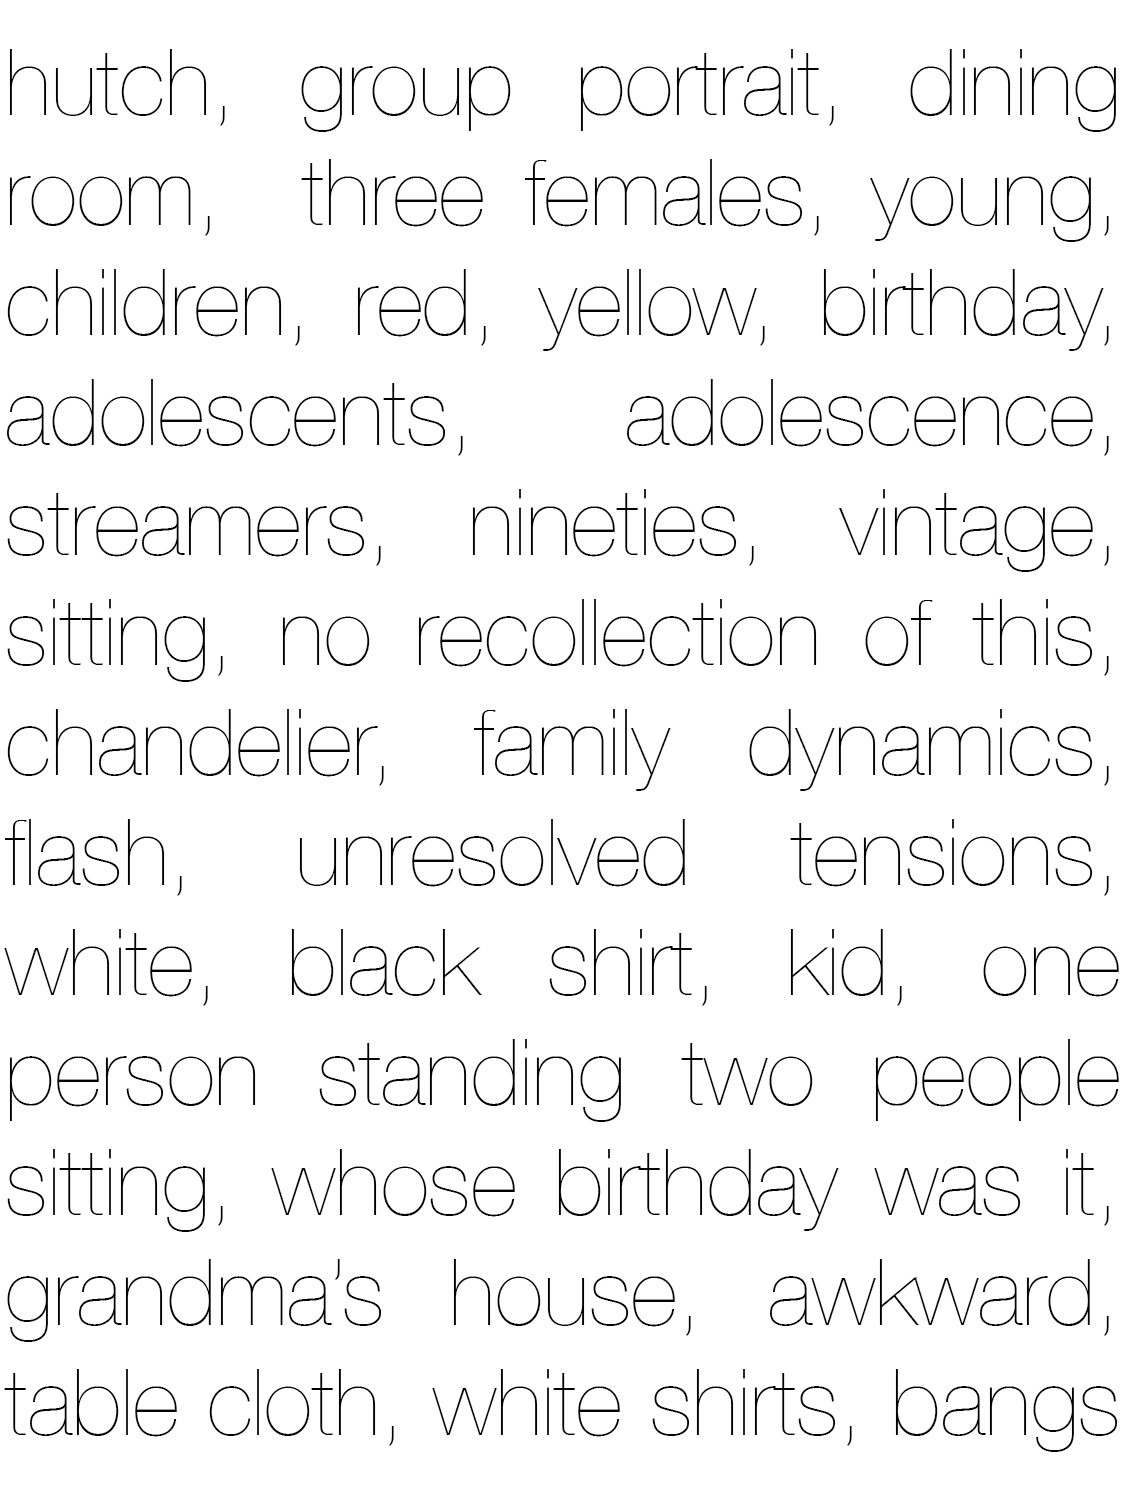 hutch, group portrait, dining
room, three females, young,
children, red, yellow, birthday,
adolescents, adolescence,
streamers, nineties, vintage,
sitting, no recollection of this,
chandelier, family dynamics,
flash, unresolved tensions,
white, black shirt, kid, one
person standing two people
sitting, whose birthday was it,
grandma’s house, awkward,
table cloth, white shirts, bangs